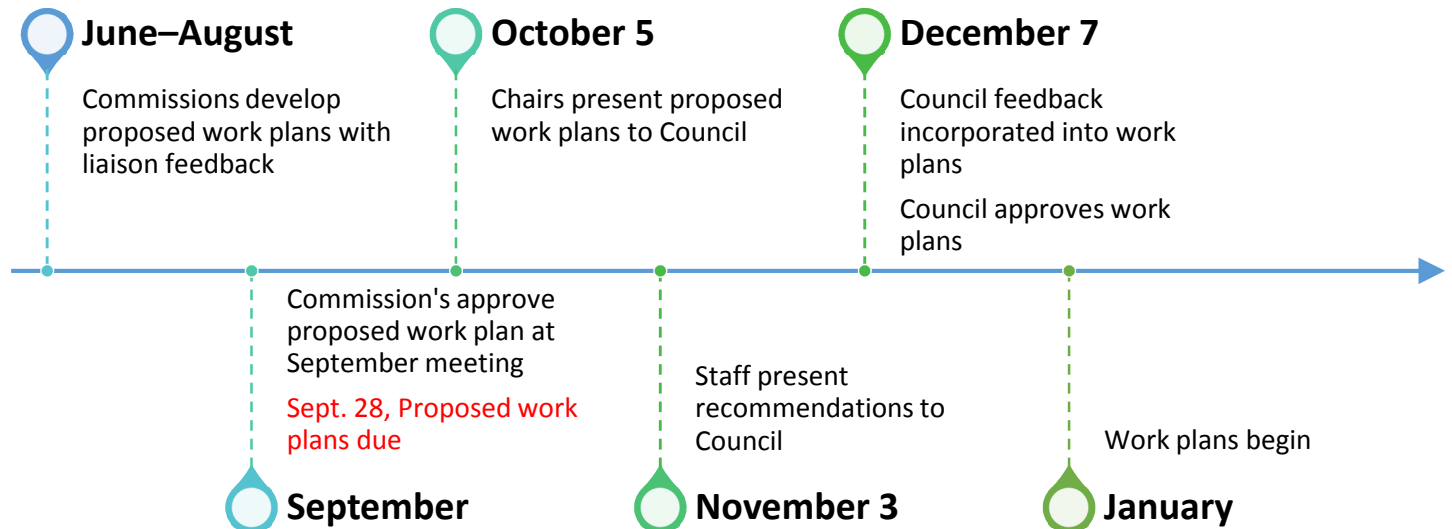 June–August
Commissions develop
proposed work plans with
liaison feedback
September
Commission's approve
proposed work plan at
September meeting
Sept. 28, Proposed work
plans due
October 5
Chairs present proposed
work plans to Council
November 3
Staff present
recommendations to
Council
December 7
Council feedback
incorporated into work
plans
Council approves work
plans
January
Work plans begin